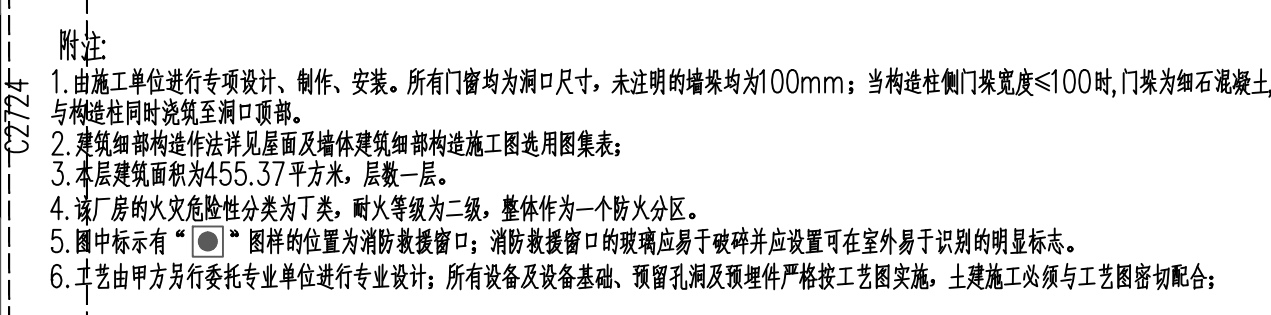 附注:
1.由施工单位进行专项设计、制作、安装。所有门窗均为洞口尺寸，未注明的墙垛均为100mm；当构造柱侧门垛宽度≤100时,门垛为细石混凝土,
与构造柱同时浇筑至洞口顶部。
2.建筑细部构造作法详见屋面及墙体建筑细部构造施工图选用图集表；
3.本层建筑面积为455.37平方米，层数一层。
4.该厂房的火灾危险性分类为丁类，耐火等级为二级，整体作为一个防火分区。
5.图中标示有“ ”图样的位置为消防救援窗口；消防救援窗口的玻璃应易于破碎并应设置可在室外易于识别的明显标志。
6.工艺由甲方另行委托专业单位进行专业设计；所有设备及设备基础、预留孔洞及预埋件严格按工艺图实施，土建施工必须与工艺图密切配合；
C2724